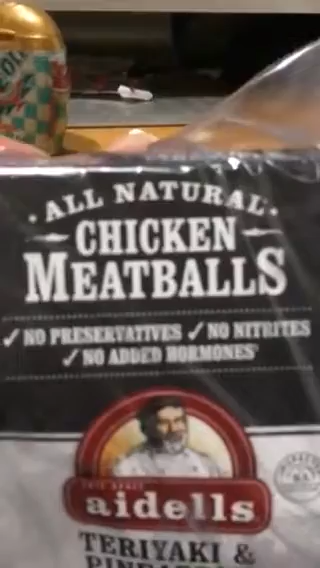 ALL NATURAL
CHICKEN
MEATBALLS
✓ NO PRESERVATIVES ✓ NO NITRITES
✓ NO ADDED HORMONES
aidells
TERIYAKI &